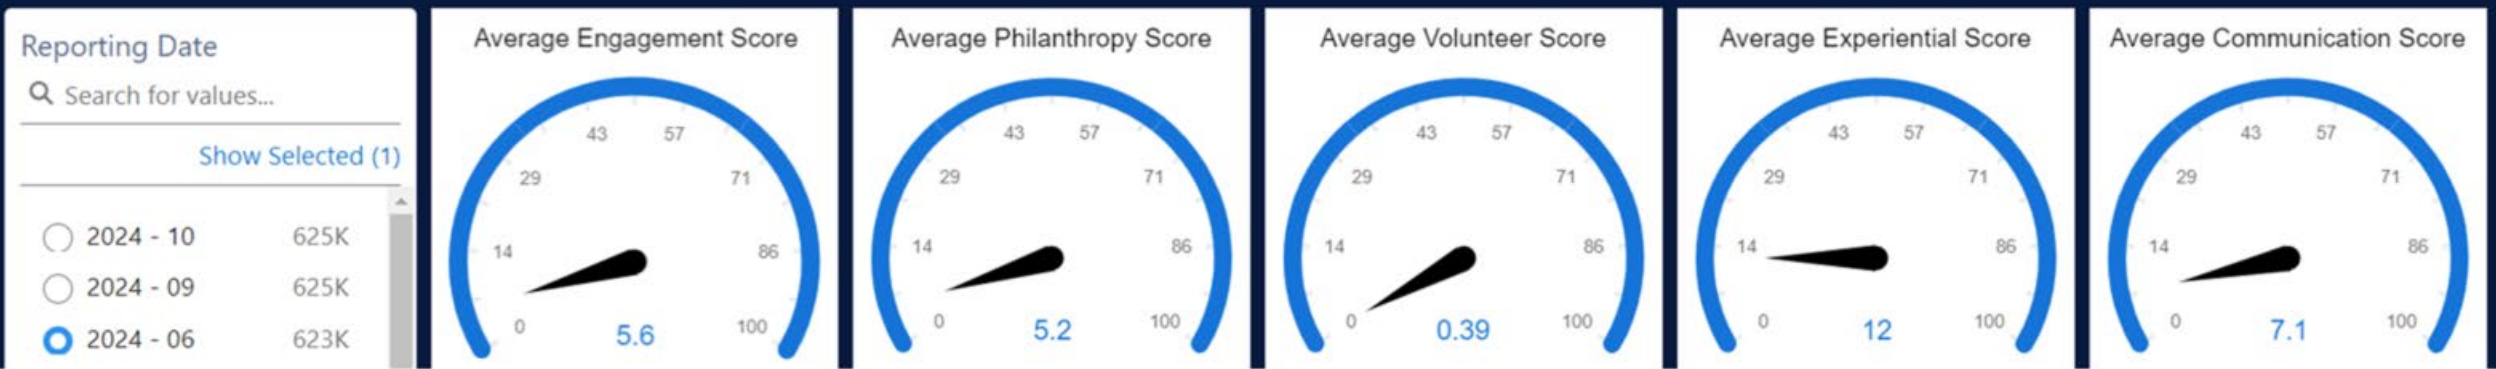 Reporting Date
Search for values...
Show Selected (1)
2024 - 10 625K
2024 - 09 625K
2024 - 06 623K
Average Engagement Score
0 14 29 43 57 71 86 100
5.6
Average Philanthropy Score
0 14 29 43 57 71 86 100
5.2
Average Volunteer Score
0 14 29 43 57 71 86 100
0.39
Average Experiential Score
0 14 29 43 57 71 86 100
12
Average Communication Score
0 14 29 43 57 71 86 100
7.1